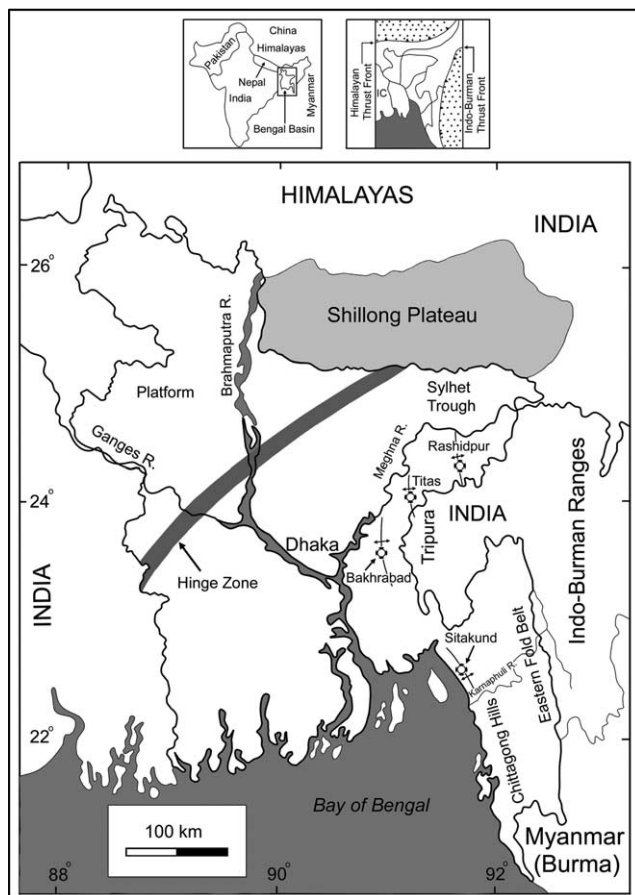 China
Himalayas
Pakistan
Nepal
India
Myanmar
Bengal Basin
Himalayan
Thrust Front
IC
Indo-Burman
Thrust Front
HIMALAYAS
INDIA
26°
Shillong Plateau
Brahmaputra R.
Platform
Sylhet
Trough
Ganges R.
Meghna R.
Rashidpur
Titas
24°
INDIA
Dhaka
Tripura
Hinge Zone
Bakhrabad
INDIA
Indo-Burman Ranges
Sitakund
Karnaphuli R.
Eastern Fold Belt
Chittagong Hills
22°
Bay of Bengal
100 km
Myanmar
(Burma)
88°
90°
92°